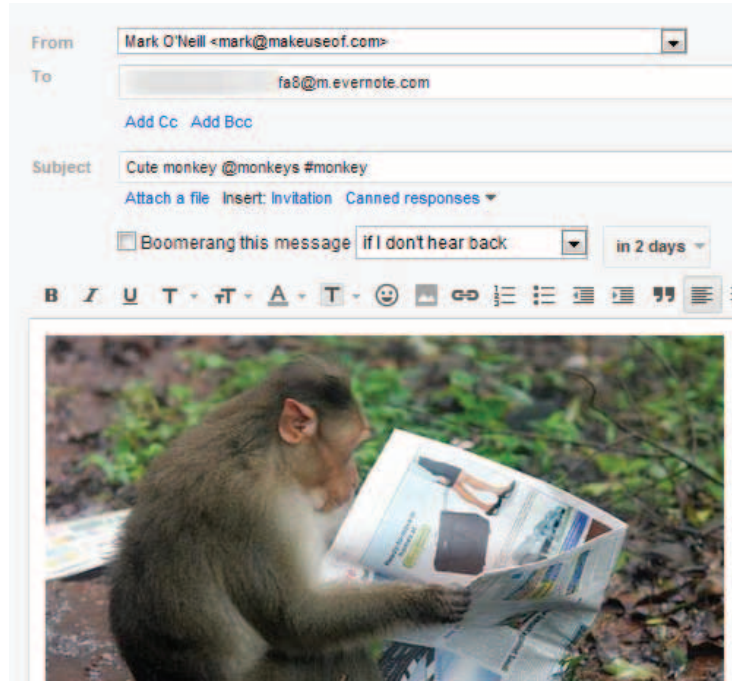 From Mark O'Neill <mark@makeuseof.com>
To fa8@m.evernote.com
Add Cc Add Bcc
Subject Cute monkey @monkeys #monkey
Attach a file Insert: Invitation Canned responses
Boomerang this message if I don't hear back in 2 days
B I U T TT A T